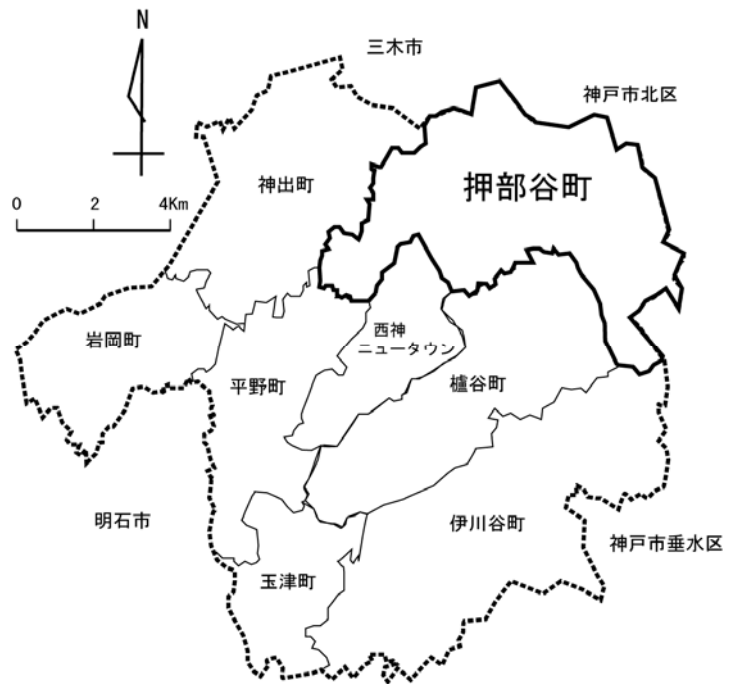 N
三木市
神戸市北区
神出町
押部谷町
0 2 4Km
西神
ニュータウン
岩岡町
平野町
櫨谷町
明石市
伊川谷町
神戸市垂水区
玉津町